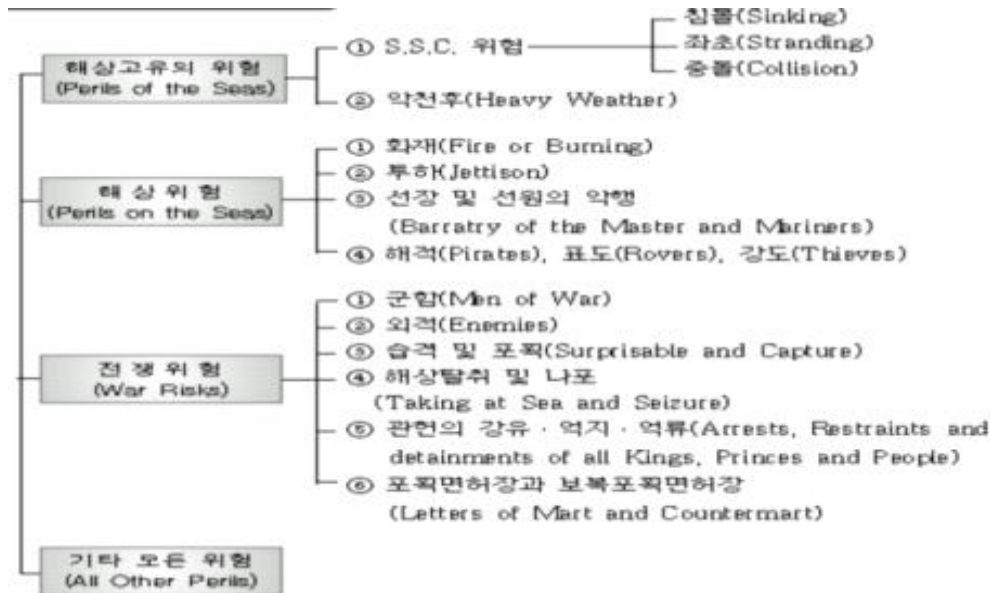 해상고유의 위험
(Perils of the Seas)
① S.S.C. 위험
침몰(Sinking)
좌초(Stranding)
충돌(Collision)
② 악천후(Heavy Weather)
해 상 위 험
(Perils on the Seas)
① 화재(Fire or Burning)
② 투하(Jettison)
③ 선장 및 선원의 악행
(Barratry of the Master and Mariners)
④ 해적(Pirates), 표도(Rovers), 강도(Thieves)
전 쟁 위 험
(War Risks)
① 군함(Men of War)
② 외적(Enemies)
③ 습격 및 포획(Surprisable and Capture)
④ 해상탈취 및 나포
(Taking at Sea and Seizure)
⑤ 관헌의 강유 · 억지 · 억류(Arrests, Restraints and
detainments of all Kings, Princes and People)
⑥ 포획면허장과 보복포획면허장
(Letters of Mart and Countermart)
기타 모든 위험
(All Other Perils)